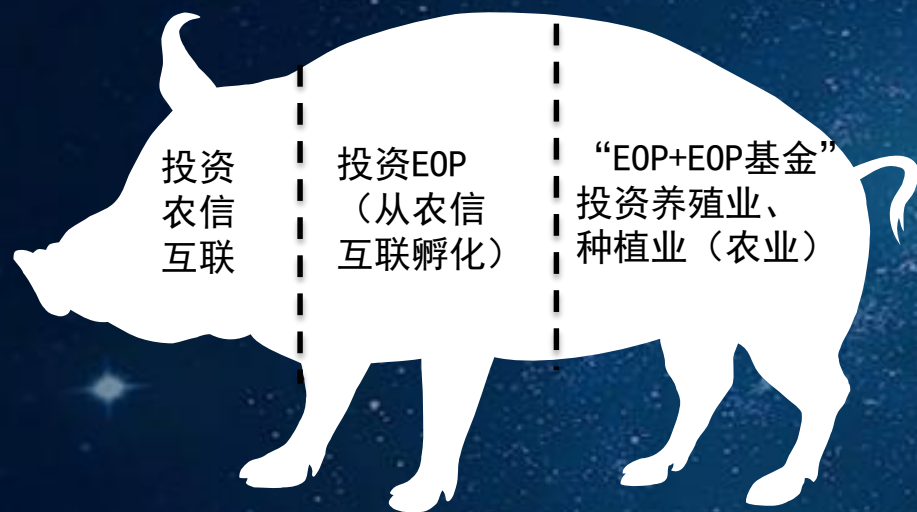 投资
农信
互联
投资EOP
（从农信
互联孵化）
“EOP+EOP基金”
投资养殖业、
种植业（农业）